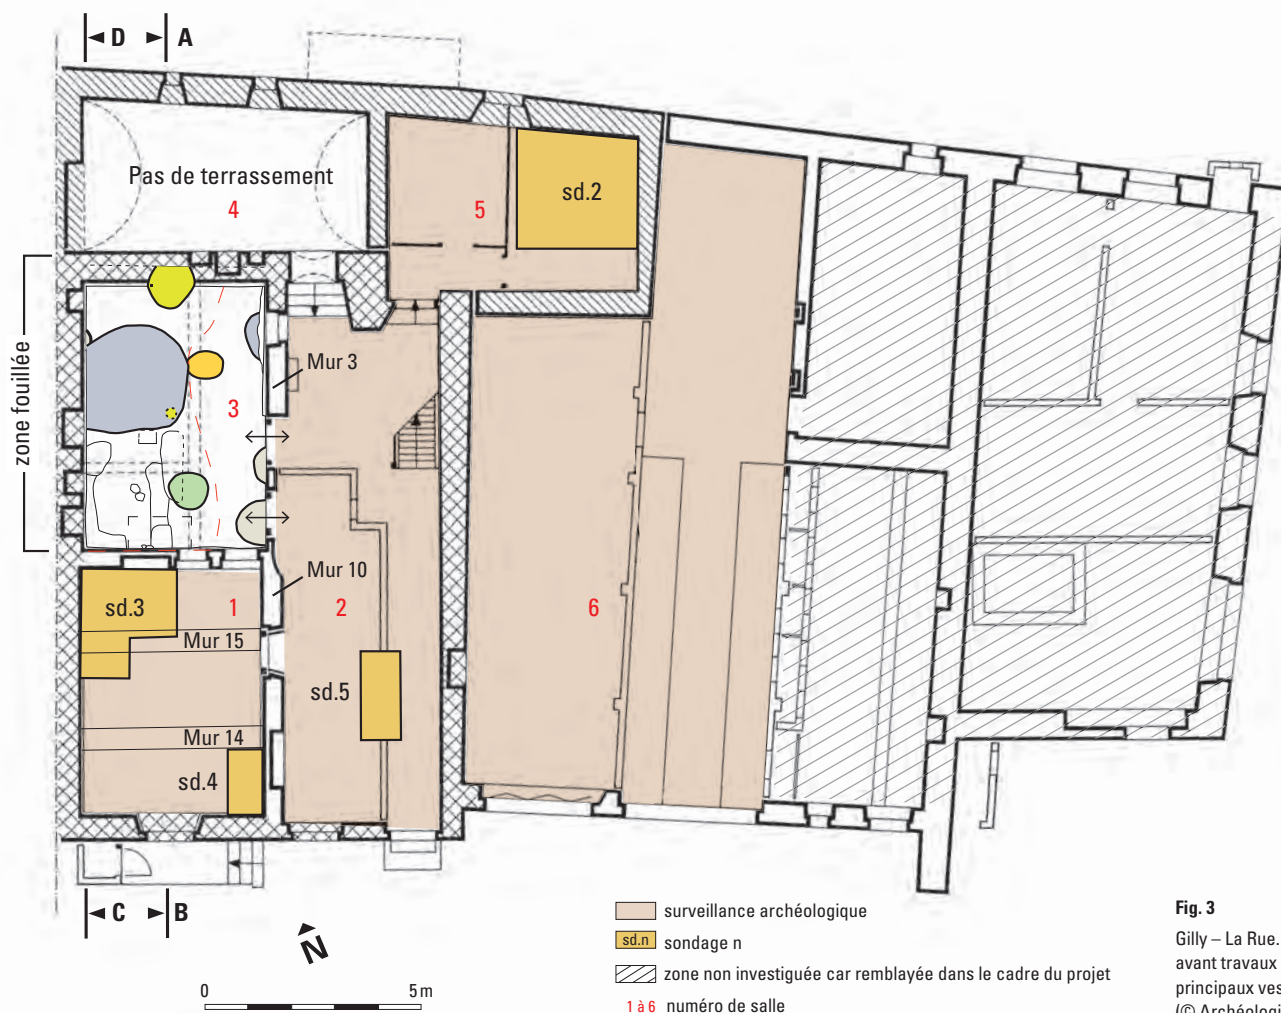 D A
Pas de terrassement
4
5
sd.2
zone fouillée
Mur 3
3
Mur 10
sd.3
1
2
6
Mur 15
sd.5
Mur 14
sd.4
C B
N
0 5 m
surveillance archéologique
sd.n sondage n
zone non investiguée car remblayée dans le cadre du projet
1 à 6 numéro de salle
Fig. 3
Gilly – La Rue.
avant travaux
principaux ves
(© Archéologi